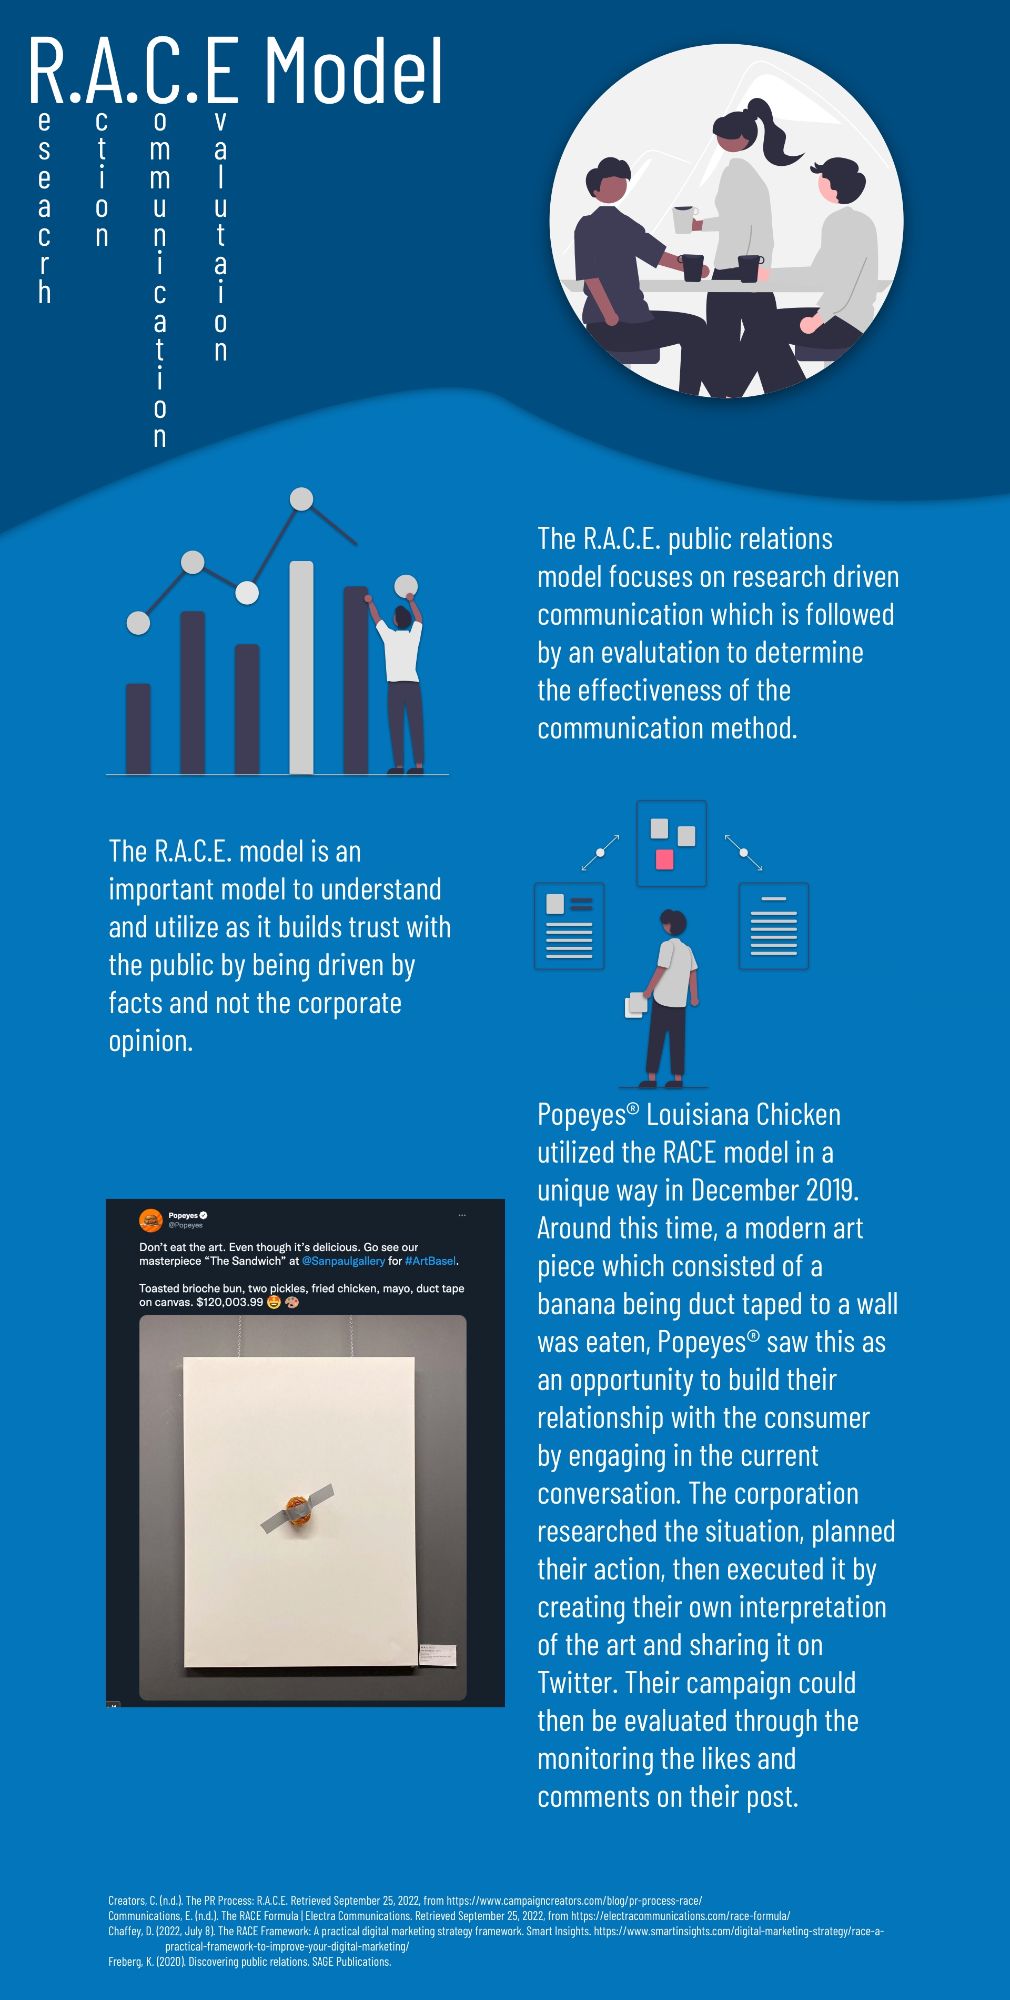 R.A.C.E Model
eseacrh
ction
ommunication
valutaion
The R.A.C.E. public relations
model focuses on research driven
communication which is followed
by an evalutation to determine
the effectiveness of the
communication method.
The R.A.C.E. model is an
important model to understand
and utilize as it builds trust with
the public by being driven by
facts and not the corporate
opinion.
Popeyes® Louisiana Chicken
utilized the RACE model in a
unique way in December 2019.
Around this time, a modern art
piece which consisted of a
banana being duct taped to a wall
was eaten, Popeyes® saw this as
an opportunity to build their
relationship with the consumer
by engaging in the current
conversation. The corporation
researched the situation, planned
their action, then executed it by
creating their own interpretation
of the art and sharing it on
Twitter. Their campaign could
then be evaluated through the
monitoring the likes and
comments on their post.
Popeyes
@Popeyes
Don't eat the art. Even though it's delicious. Go see our
masterpiece "The Sandwich" at @Sanpaulgallery for #ArtBasel.
Toasted brioche bun, two pickles, fried chicken, mayo, duct tape
on canvas. $120,003.99 🤩 🎨
Creators, C. (n.d.). The PR Process: R.A.C.E. Retrieved September 25, 2022, from https://www.campaigncreators.com/blog/pr-process-race/
Communications, E. (n.d.). The RACE Formula | Electra Communications. Retrieved September 25, 2022, from https://electracommunications.com/race-formula/
Chaffey, D. (2022, July 8). The RACE Framework: A practical digital marketing strategy framework. Smart Insights. https://www.smartinsights.com/digital-marketing-strategy/race-a-
practical-framework-to-improve-your-digital-marketing/
Freberg, K. (2020). Discovering public relations. SAGE Publications.